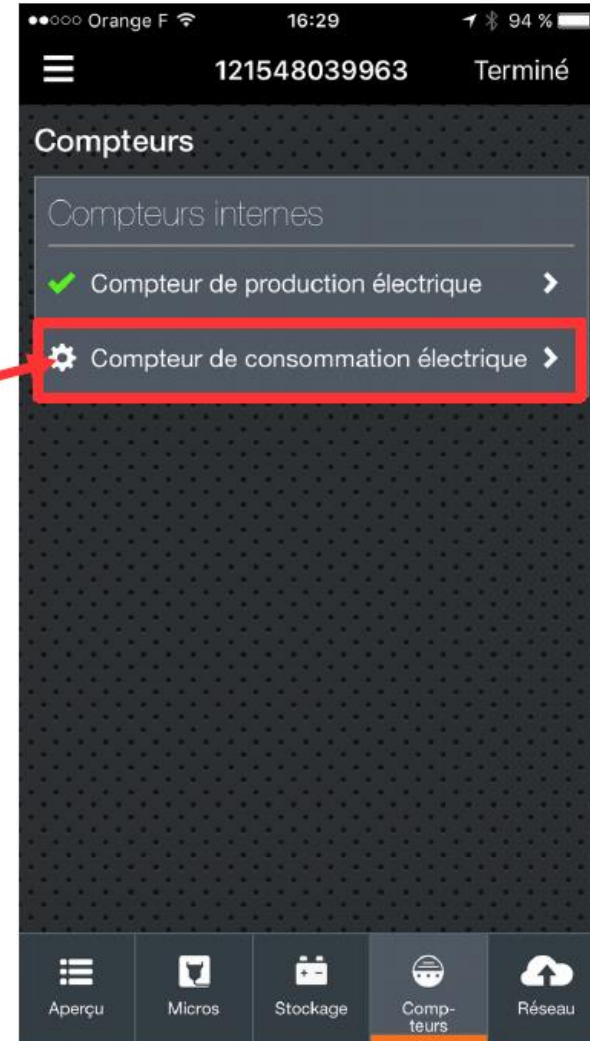 Orange F 16:29 94 %
121548039963 Terminé
Compteurs
Compteurs internes
Compteur de production électrique
Compteur de consommation électrique
Aperçu Micros Stockage Comp-
teurs Réseau